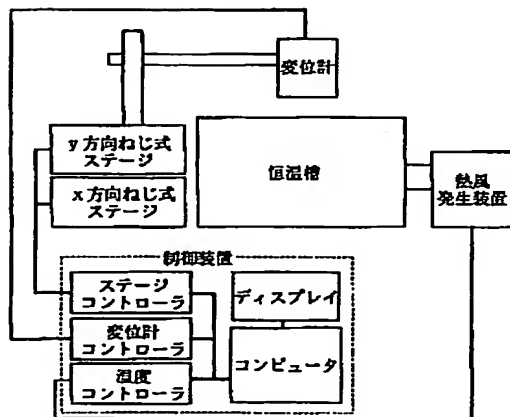 変位計
y方向ねじ式
ステージ
x方向ねじ式
ステージ
恒温槽
熱風
発生装置
制御装置
ステージ
コントローラ
ディスプレイ
変位計
コントローラ
コンピュータ
温度
コントローラ